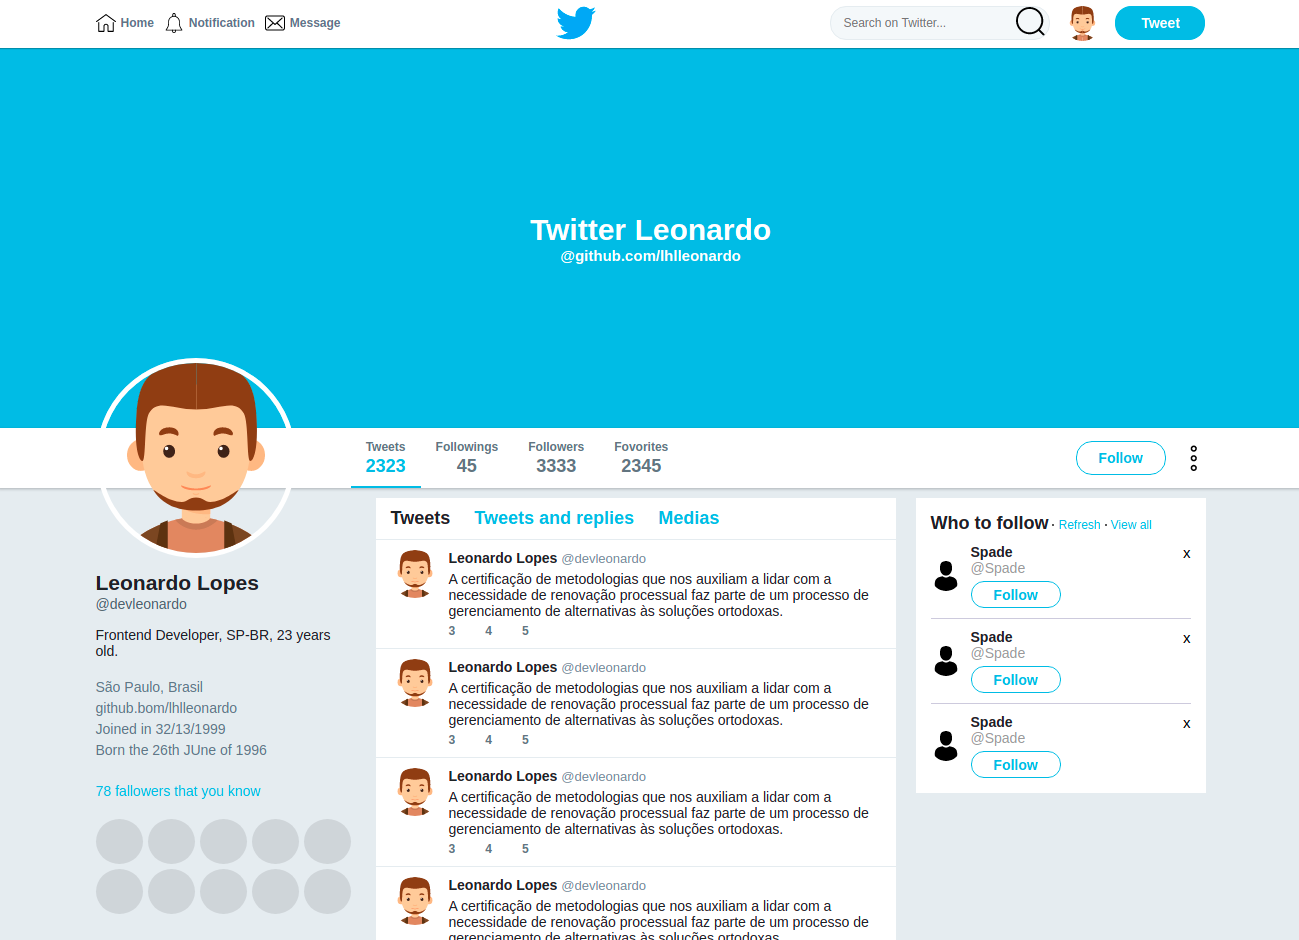 Home Notification Message Search on Twitter... Tweet
Twitter Leonardo
@github.com/lhlleonardo
Tweets Followings Followers Fovorites
2323 45 3333 2345
Follow
Leonardo Lopes
@devleonardo
Frontend Developer, SP-BR, 23 years
old.
São Paulo, Brasil
github.bom/lhlleonardo
Joined in 32/13/1999
Born the 26th JUne of 1996
78 fallowers that you know
Tweets Tweets and replies Medias
Leonardo Lopes @devleonardo
A certificação de metodologias que nos auxiliam a lidar com a
necessidade de renovação processual faz parte de um processo de
gerenciamento de alternativas às soluções ortodoxas.
3 4 5
Leonardo Lopes @devleonardo
A certificação de metodologias que nos auxiliam a lidar com a
necessidade de renovação processual faz parte de um processo de
gerenciamento de alternativas às soluções ortodoxas.
3 4 5
Leonardo Lopes @devleonardo
A certificação de metodologias que nos auxiliam a lidar com a
necessidade de renovação processual faz parte de um processo de
gerenciamento de alternativas às soluções ortodoxas.
3 4 5
Leonardo Lopes @devleonardo
A certificação de metodologias que nos auxiliam a lidar com a
necessidade de renovação processual faz parte de um processo de
gerenciamento de alternativas às soluções ortodoxas.
Who to follow · Refresh · View all
Spade x
@Spade
Follow
Spade x
@Spade
Follow
Spade x
@Spade
Follow